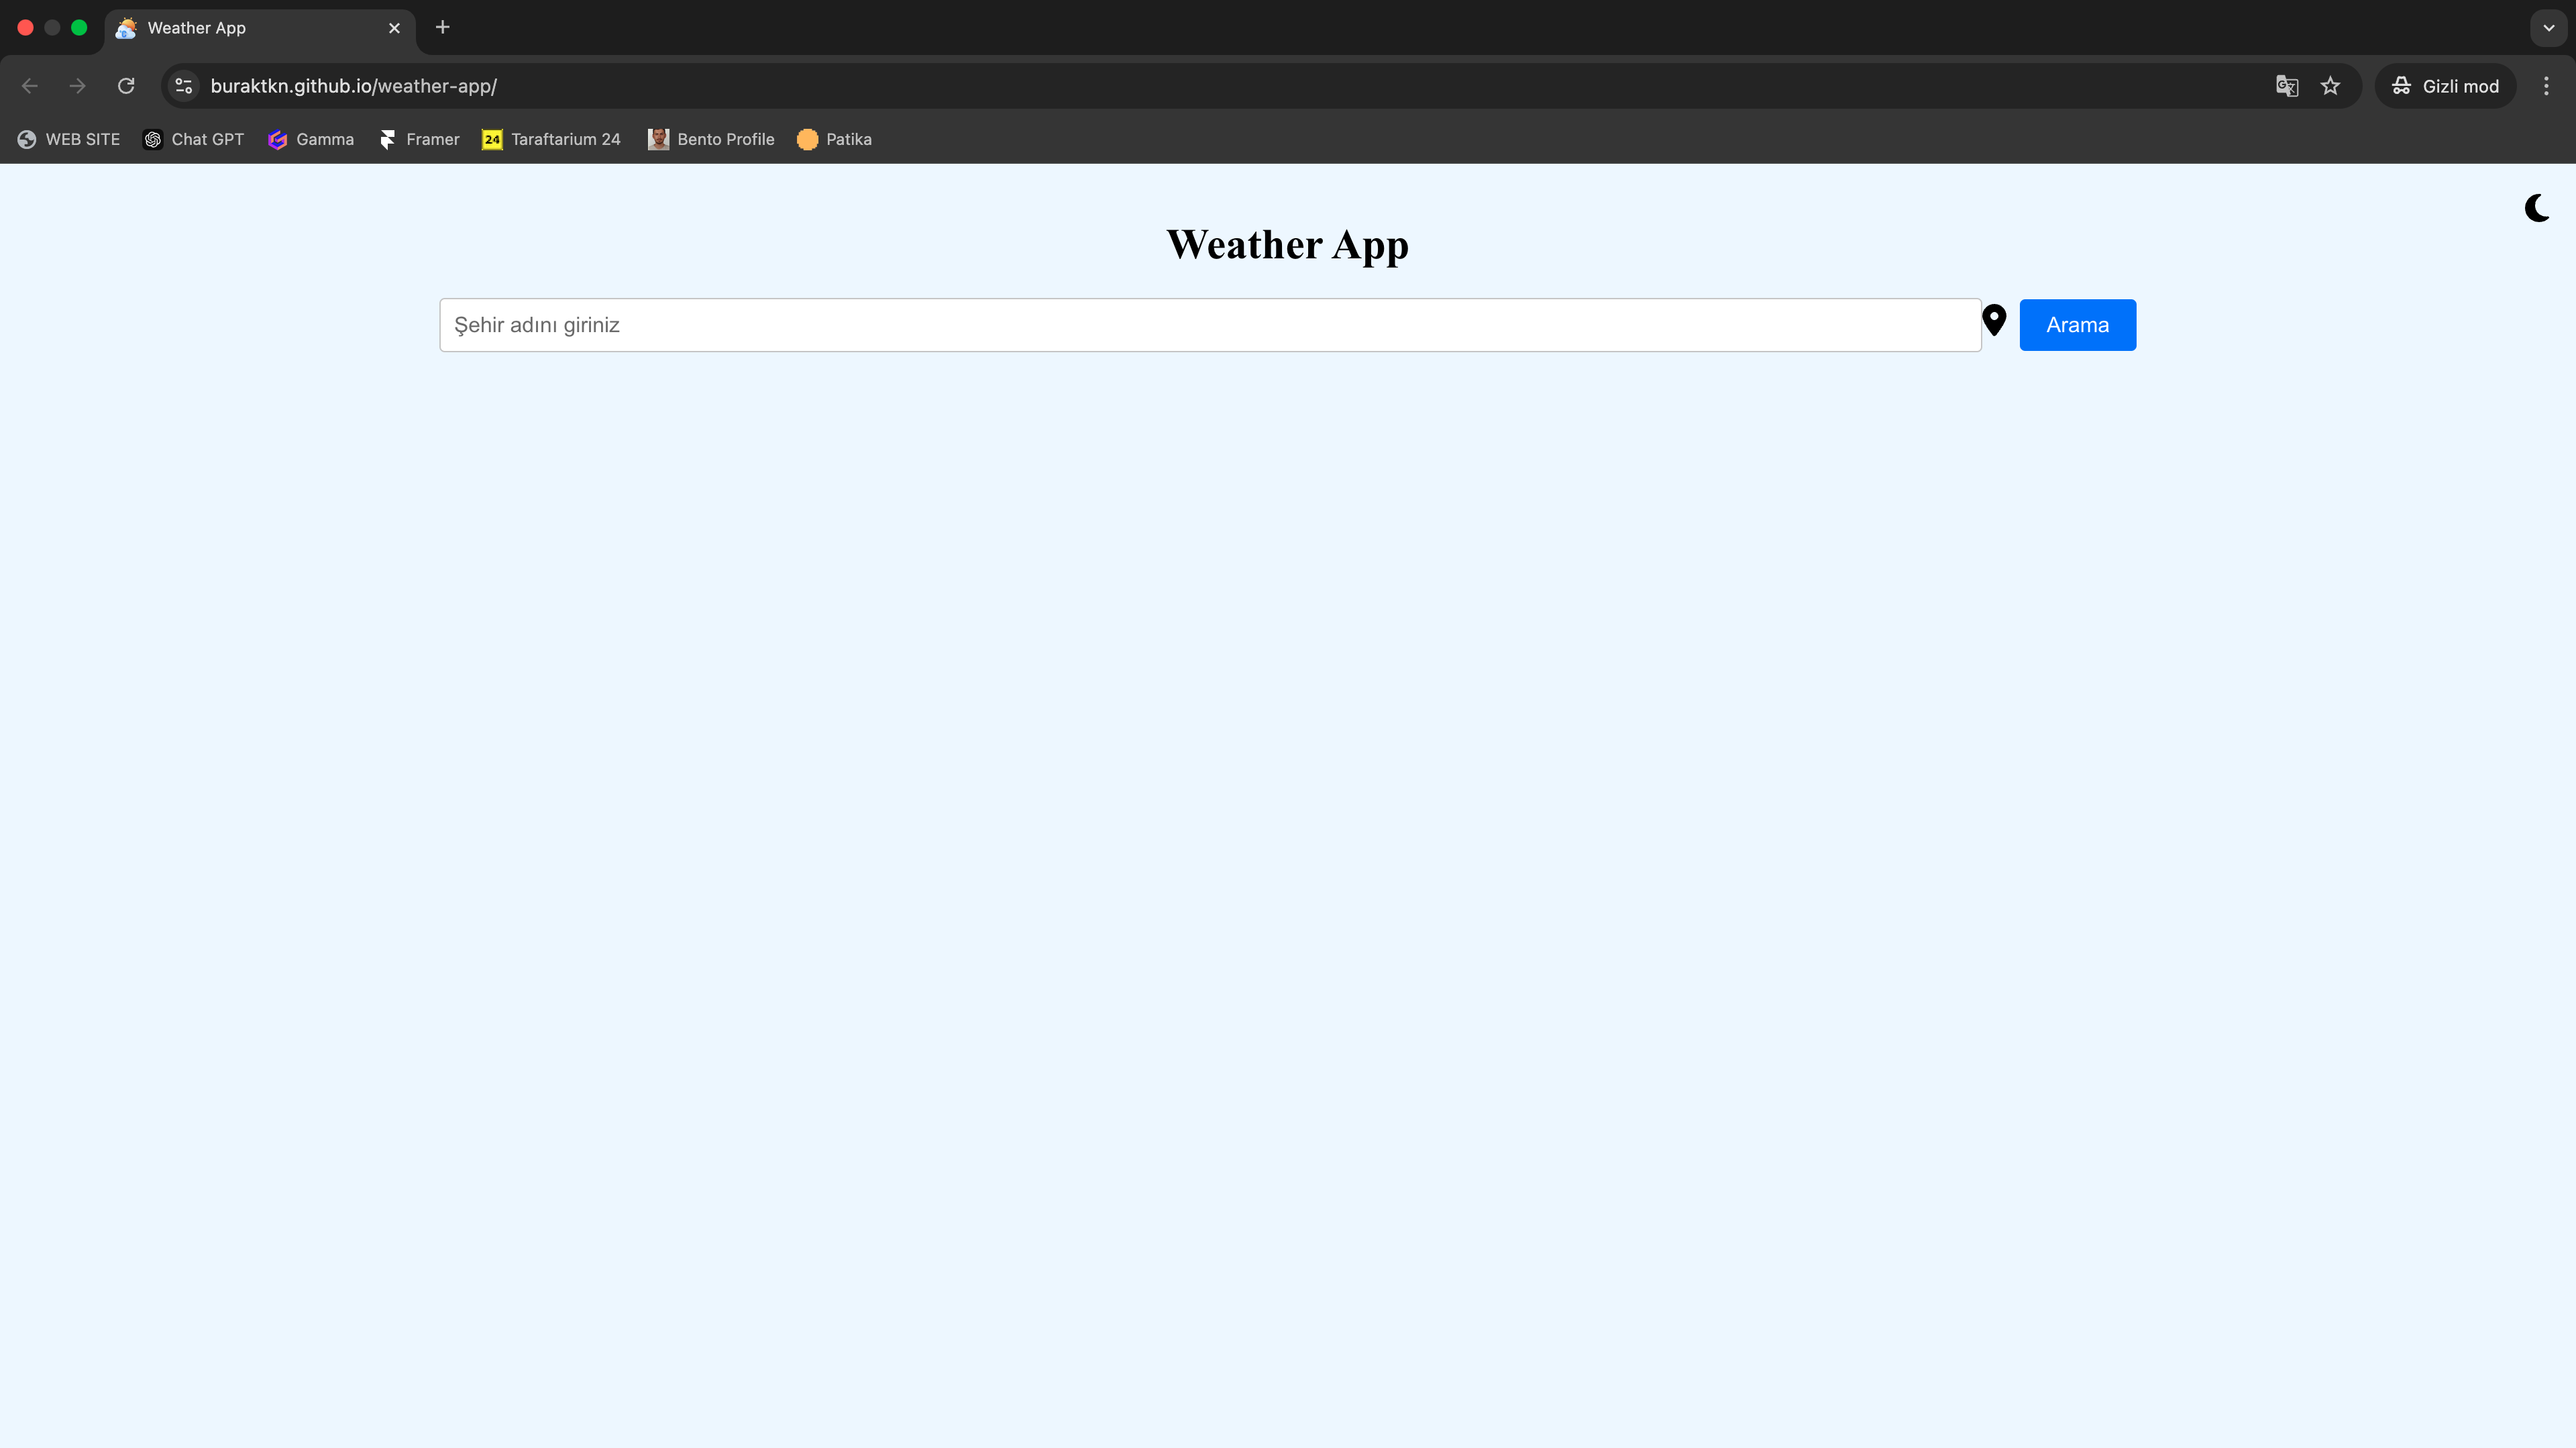 Weather App
buraktkn.github.io/weather-app/
Gizli mod
WEB SITE Chat GPT Gamma Framer 24 Taraftarium 24 Bento Profile Patika
Weather App
Şehir adını giriniz Arama